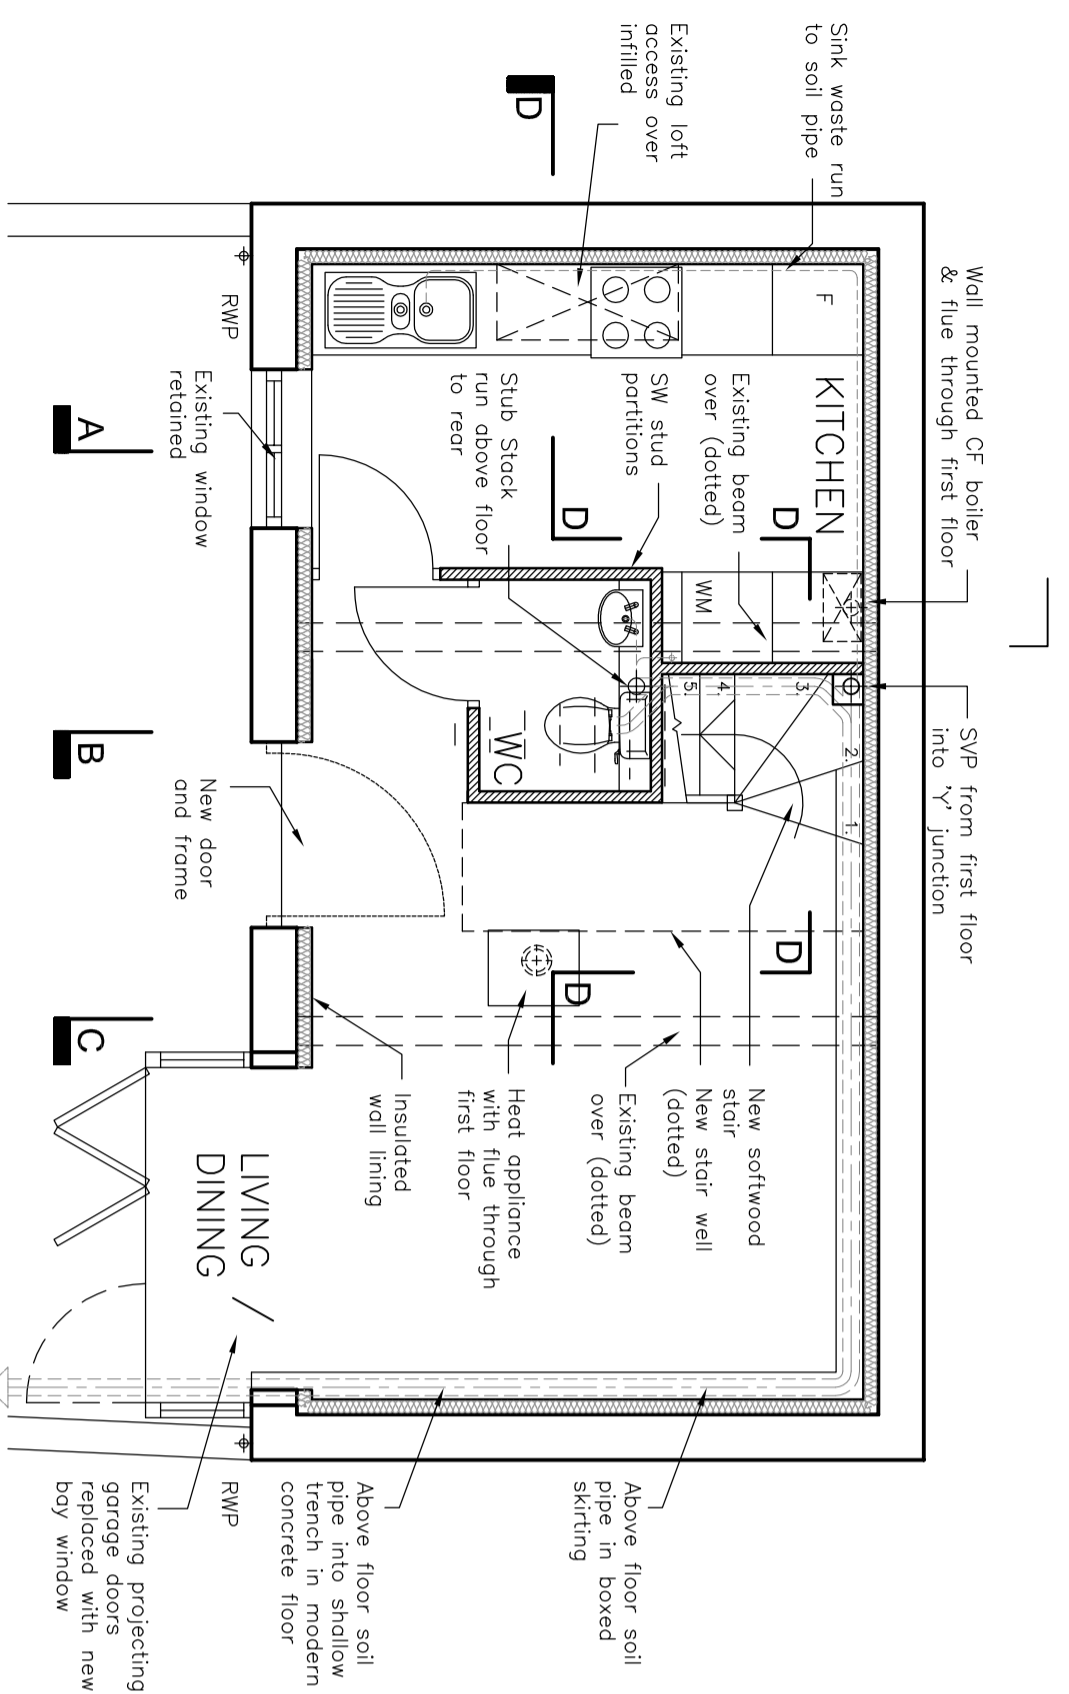 Sink waste run
to soil pipe
Existing loft
access over
infilled
Wall mounted CF boiler
& flue through first floor
SVP from first floor
into 'Y' junction
D
RWP
F
KITCHEN
Existing beam
over (dotted)
SW stud
partitions
Stub Stack
run above floor
to rear
Existing window
retained
A
D
D
WM
5.
4.
3.
2.
1.
WC
B
New door
and frame
D
D
C
New softwood
stair
New stair well
(dotted)
Existing beam
over (dotted)
Heat appliance
with flue through
first floor
Insulated
wall lining
LIVING /
DINING
Above floor soil
pipe in boxed
skirting
Above floor soil
pipe into shallow
trench in modern
concrete floor
RWP
Existing projecting
garage doors
replaced with new
bay window